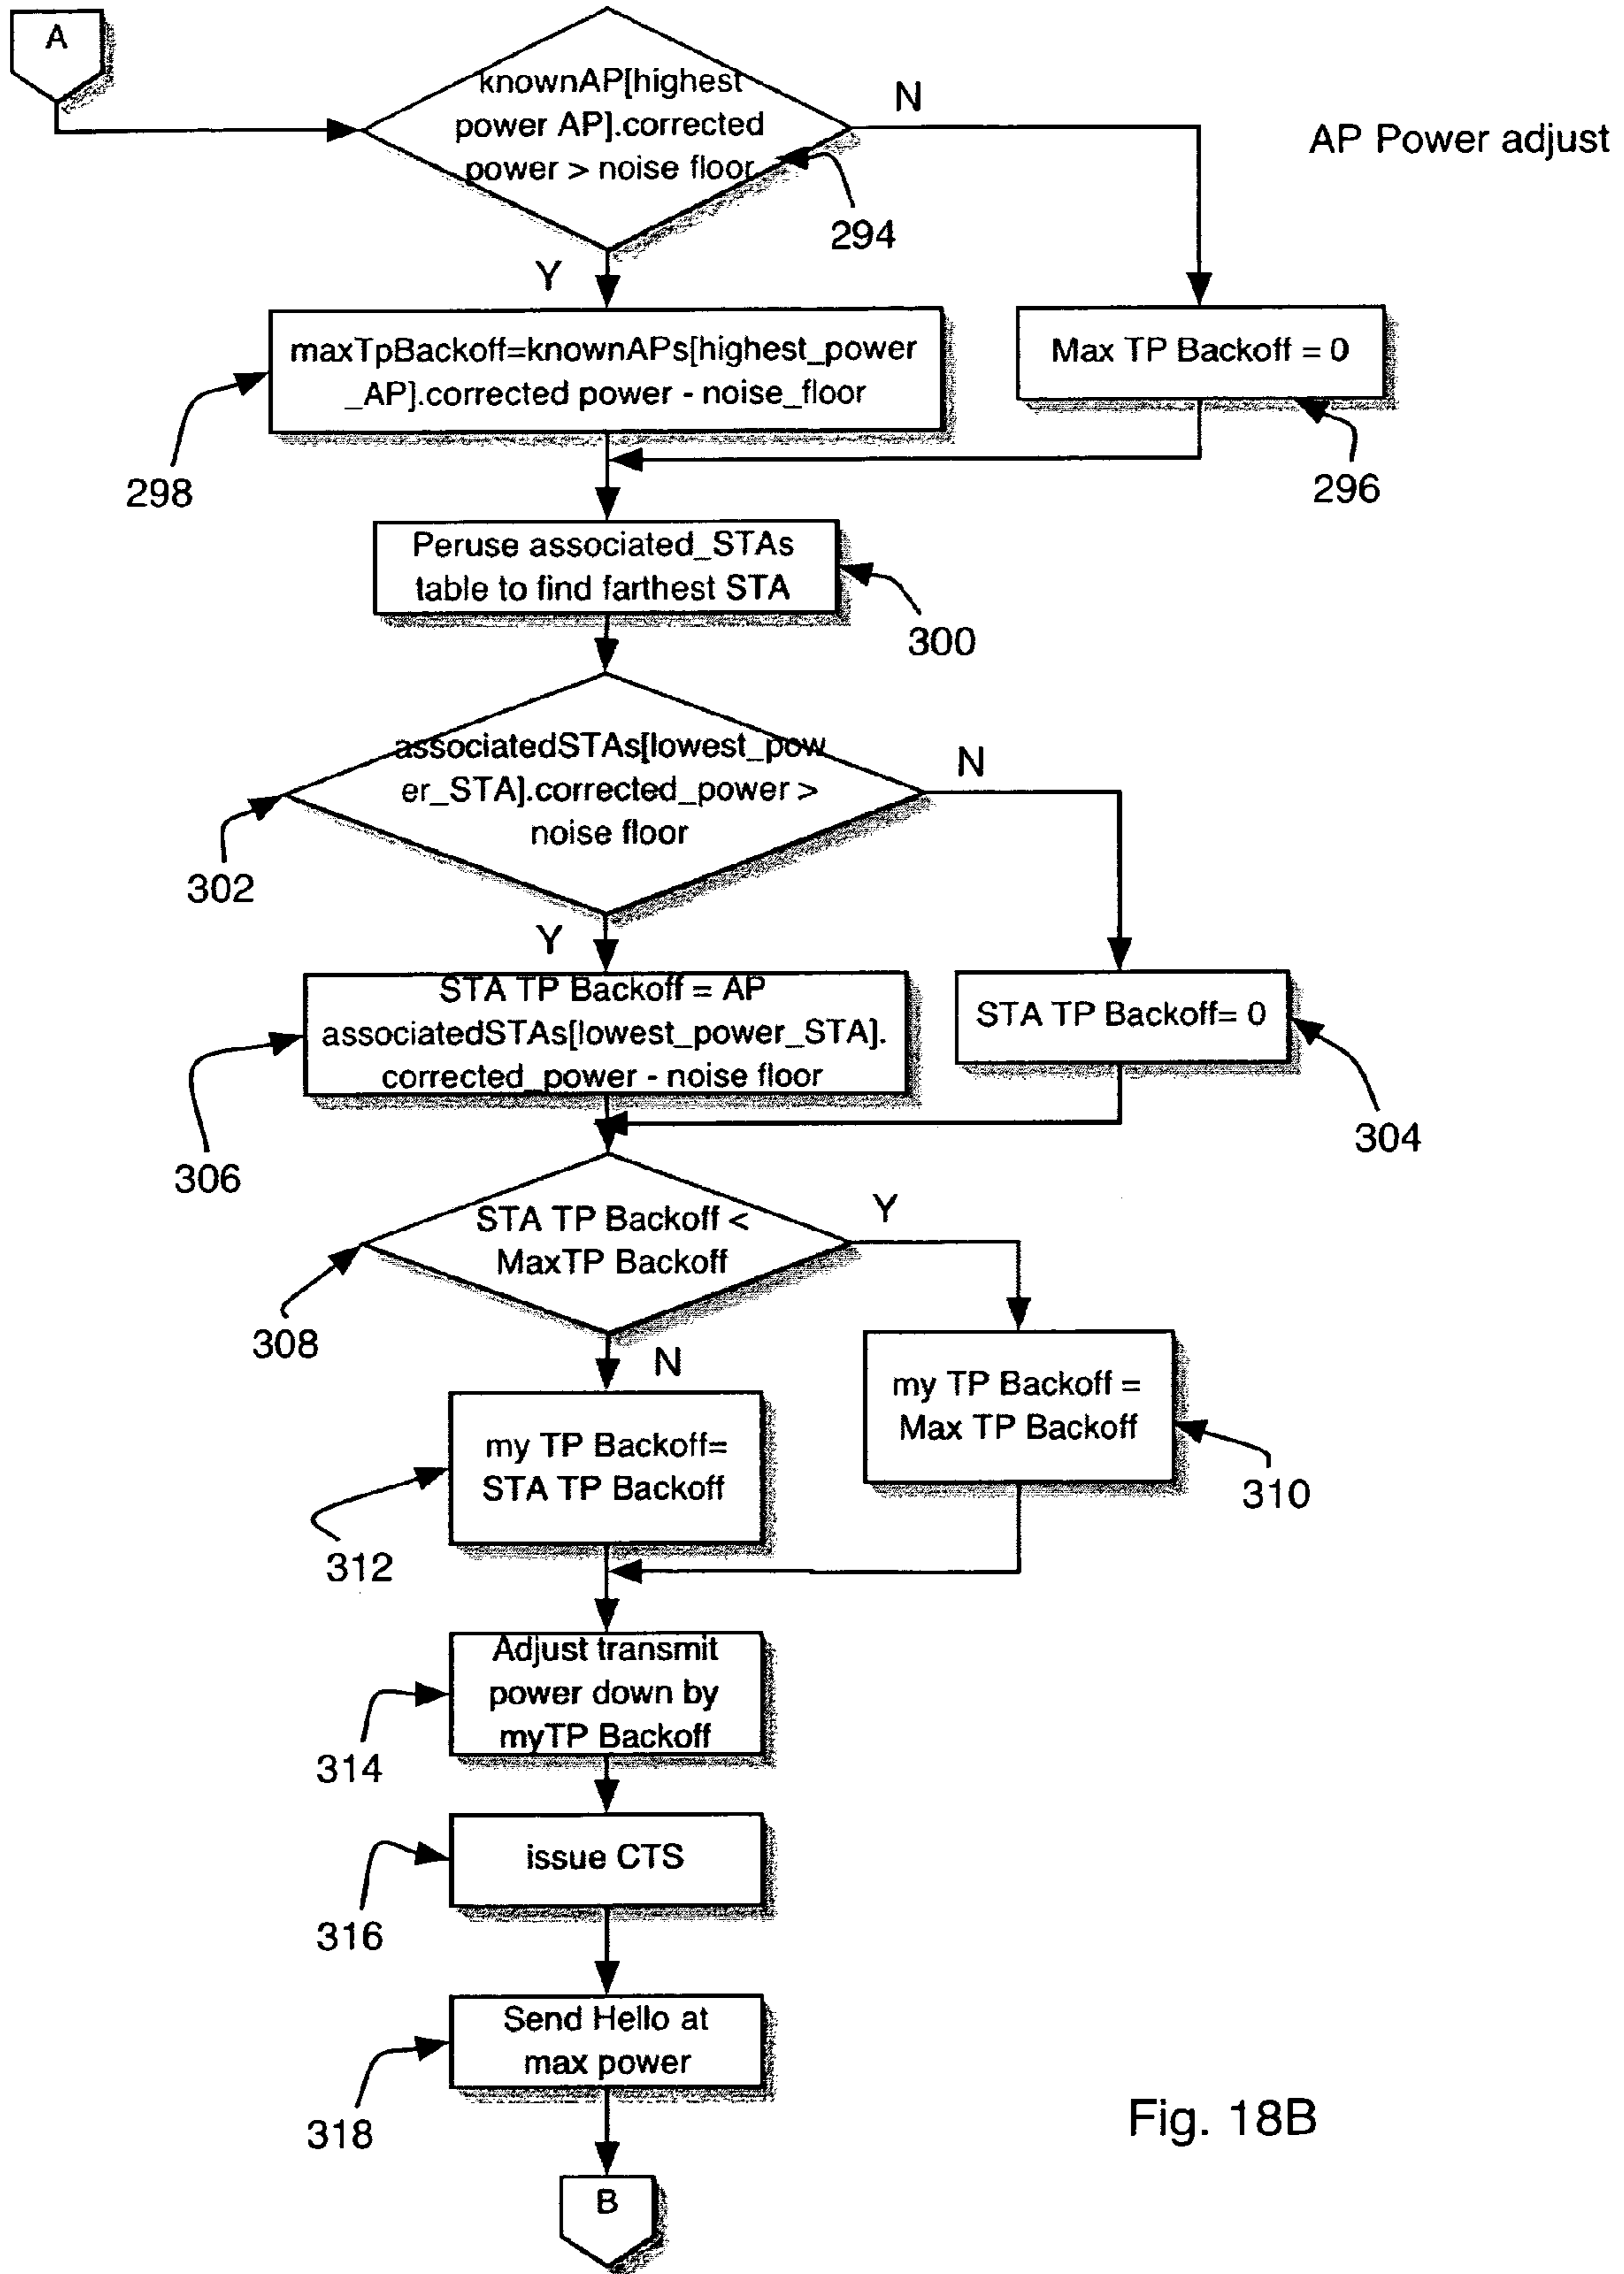 A
knownAP[highest
power AP].corrected
power > noise floor
N
AP Power adjust
294
Y
maxTpBackoff=knownAPs[highest_power
_AP].corrected power - noise_floor
Max TP Backoff = 0
298
296
Peruse associated_STAs
table to find farthest STA
300
associatedSTAs[lowest_pow
er_STA].corrected_power >
noise floor
N
302
Y
STA TP Backoff = AP
associatedSTAs[lowest_power_STA].
corrected_power - noise floor
STA TP Backoff= 0
304
306
STA TP Backoff <
MaxTP Backoff
Y
308
N
my TP Backoff =
Max TP Backoff
my TP Backoff=
STA TP Backoff
310
312
Adjust transmit
power down by
myTP Backoff
314
issue CTS
316
Send Hello at
max power
318
Fig. 18B
B